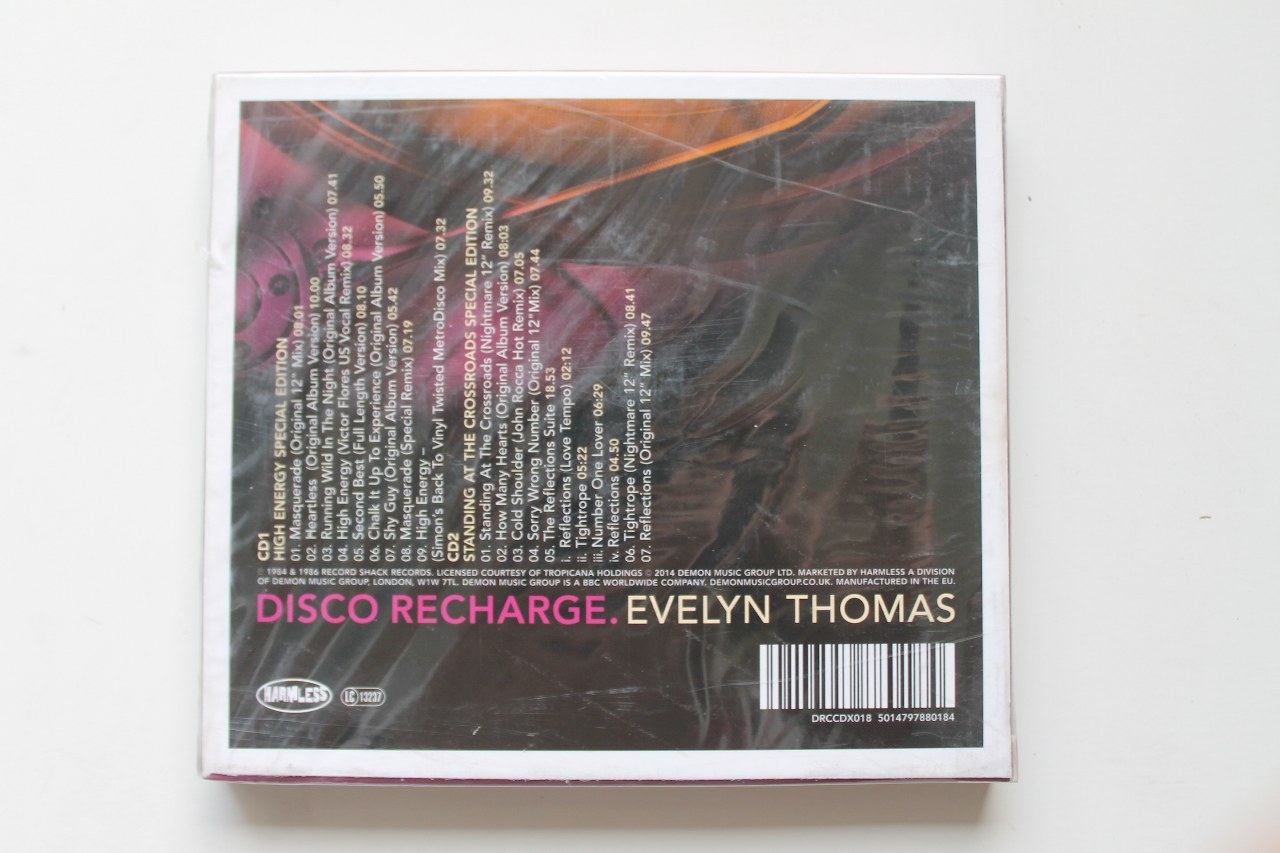 CD1
HIGH ENERGY SPECIAL EDITION
01. Masquerade (Original 12" Mix) 08.01
02. Heartless (Original Album Version) 10.00
03. Running Wild In The Night (Original Album Version) 07.41
04. High Energy (Victor Flores US Vocal Remix) 08.32
05. Second Best (Full Length Version) 08.10
06. Chalk It Up To Experience (Original Album Version) 05.50
07. Shy Guy (Original Album Version) 05.42
08. Masquerade (Special Remix) 07.19
09. High Energy –
(Simon's Back To Vinyl Twisted MetroDisco Mix) 07.32
CD2
STANDING AT THE CROSSROADS SPECIAL EDITION
01. Standing At The Crossroads (Nightmare 12" Remix) 09.32
02. How Many Hearts (Original Album Version) 08:03
03. Cold Shoulder (John Rocca Hot Remix) 07.05
04. Sorry Wrong Number (Original 12" Mix) 07.44
05. The Reflections Suite 18.53
i. Reflections (Love Tempo) 02:12
ii. Tightrope 05:22
iii. Number One Lover 06:29
iv. Reflections 04.50
06. Tightrope (Nightmare 12" Remix) 08.41
07. Reflections (Original 12" Mix) 09.47
℗ 1984 & 1986 RECORD SHACK RECORDS. LICENSED COURTESY OF TROPICANA HOLDINGS © 2014 DEMON MUSIC GROUP LTD. MARKETED BY HARMLESS A DIVISION
OF DEMON MUSIC GROUP, LONDON, W1W 7TL. DEMON MUSIC GROUP IS A BBC WORLDWIDE COMPANY. DEMONMUSICGROUP.CO.UK. MANUFACTURED IN THE EU.
DISCO RECHARGE. EVELYN THOMAS
HARMLESS
LC 13237
DRCCDX018 5014797880184